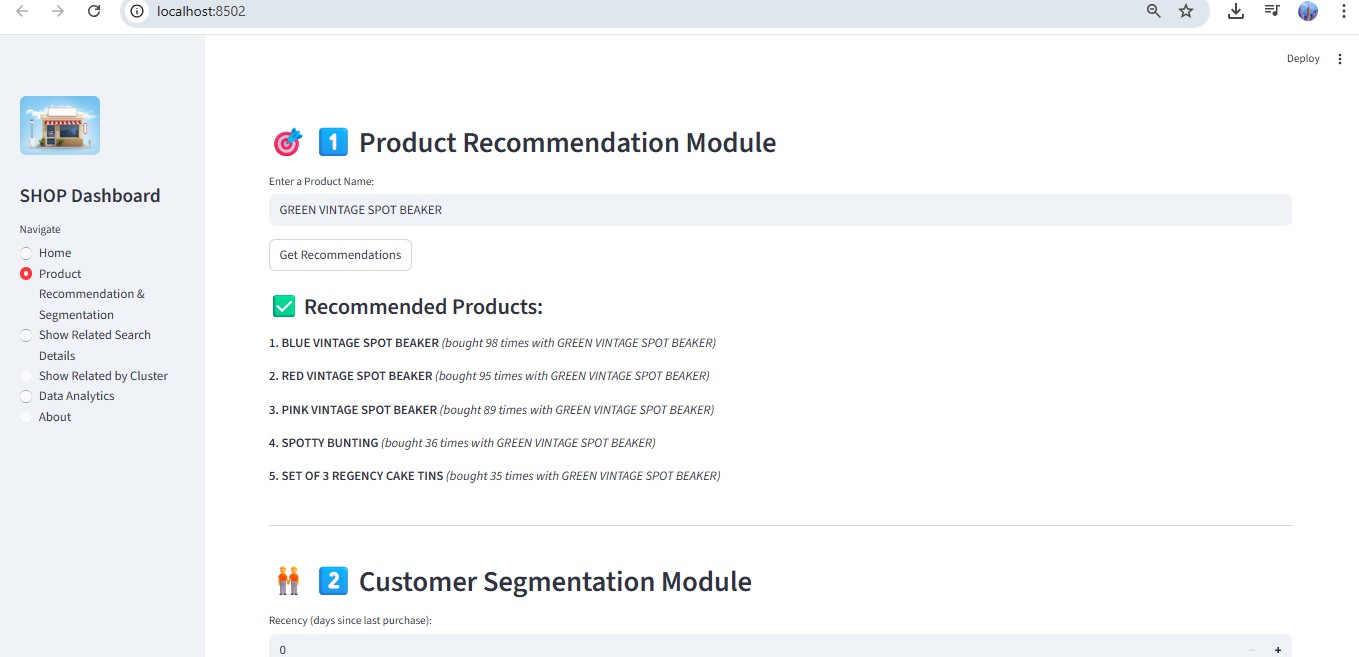 localhost:8502
Deploy
SHOP Dashboard
Navigate
Home
Product
Recommendation &
Segmentation
Show Related Search
Details
Show Related by Cluster
Data Analytics
About
1 Product Recommendation Module
Enter a Product Name:
GREEN VINTAGE SPOT BEAKER
Get Recommendations
Recommended Products:
1. BLUE VINTAGE SPOT BEAKER (bought 98 times with GREEN VINTAGE SPOT BEAKER)
2. RED VINTAGE SPOT BEAKER (bought 95 times with GREEN VINTAGE SPOT BEAKER)
3. PINK VINTAGE SPOT BEAKER (bought 89 times with GREEN VINTAGE SPOT BEAKER)
4. SPOTTY BUNTING (bought 36 times with GREEN VINTAGE SPOT BEAKER)
5. SET OF 3 REGENCY CAKE TINS (bought 35 times with GREEN VINTAGE SPOT BEAKER)
2 Customer Segmentation Module
Recency (days since last purchase):
0